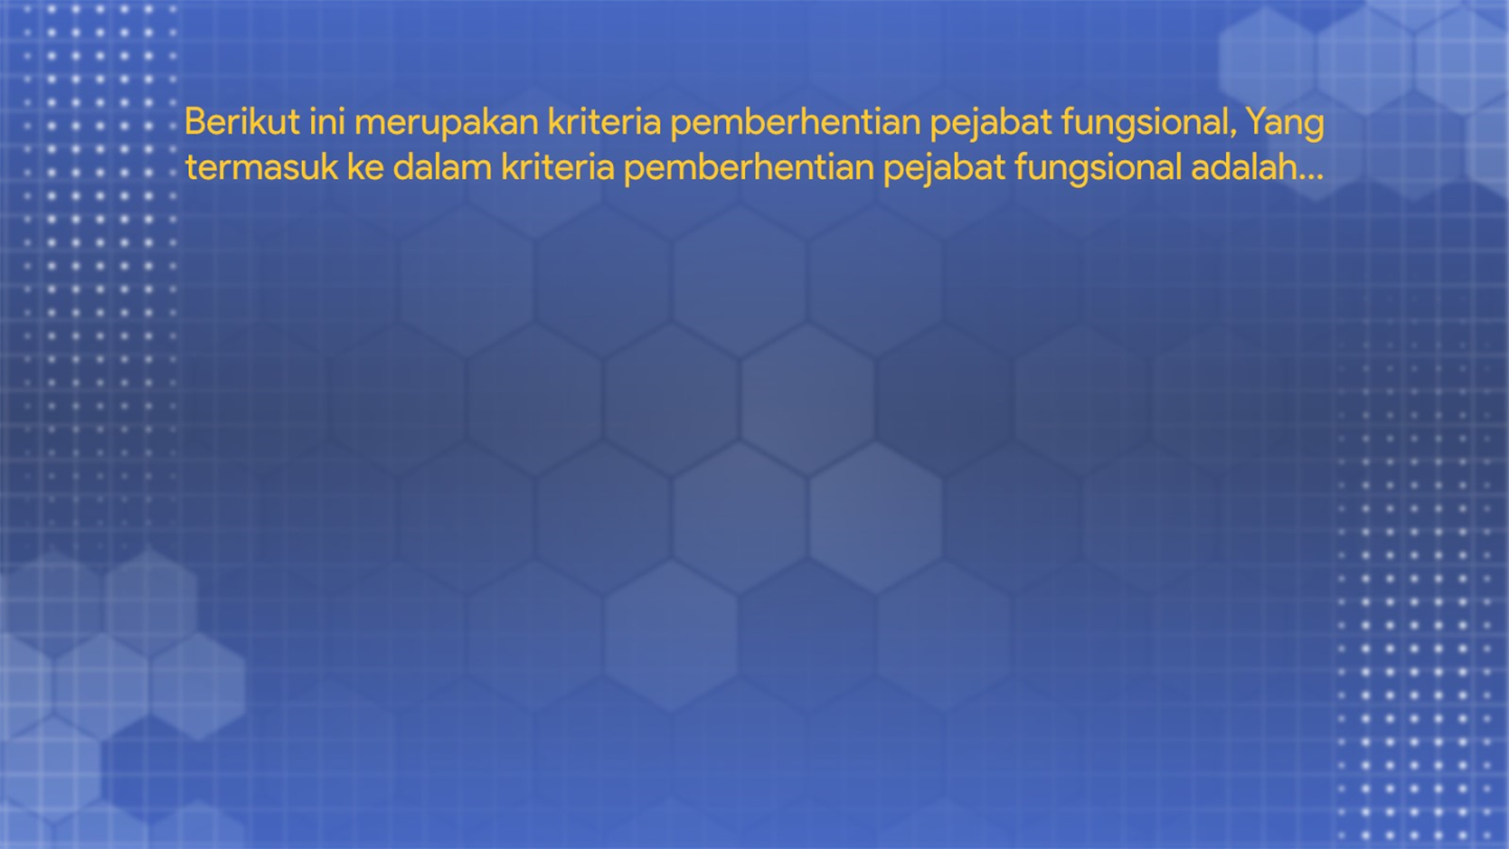 Berikut ini merupakan kriteria pemberhentian pejabat fungsional, Yang
termasuk ke dalam kriteria pemberhentian pejabat fungsional adalah...